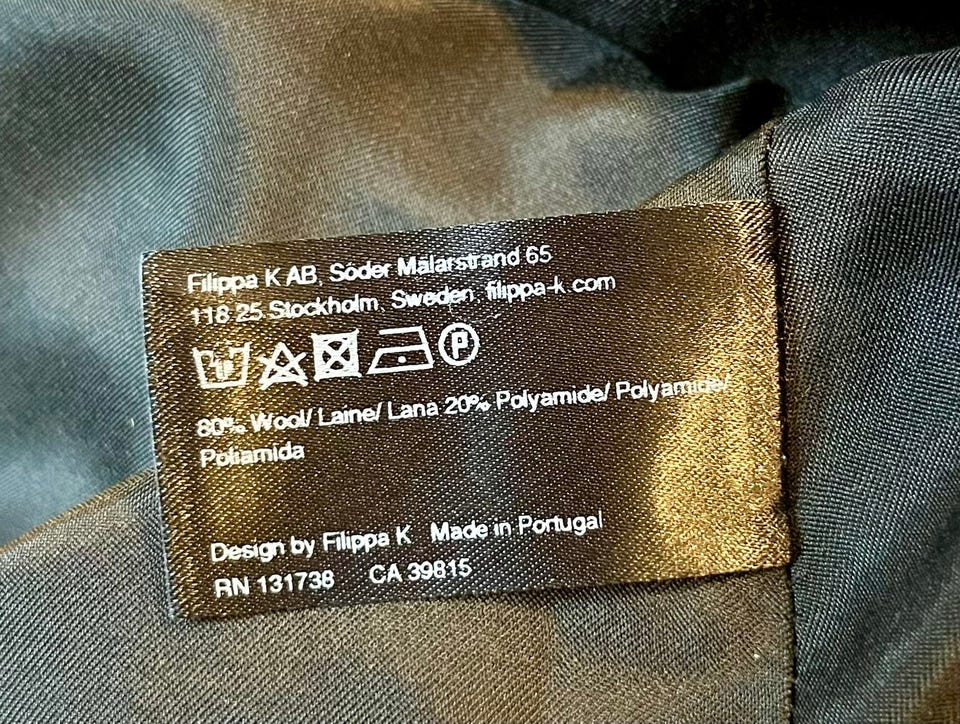 Filippa K AB, Söder Mälarstrand 65
118 25 Stockholm, Sweden, filippa-k.com
P
80% Wool/ Laine/ Lana 20% Polyamide/ Polyamide/
Poliamida
Design by Filippa K Made in Portugal
RN 131738 CA 39815